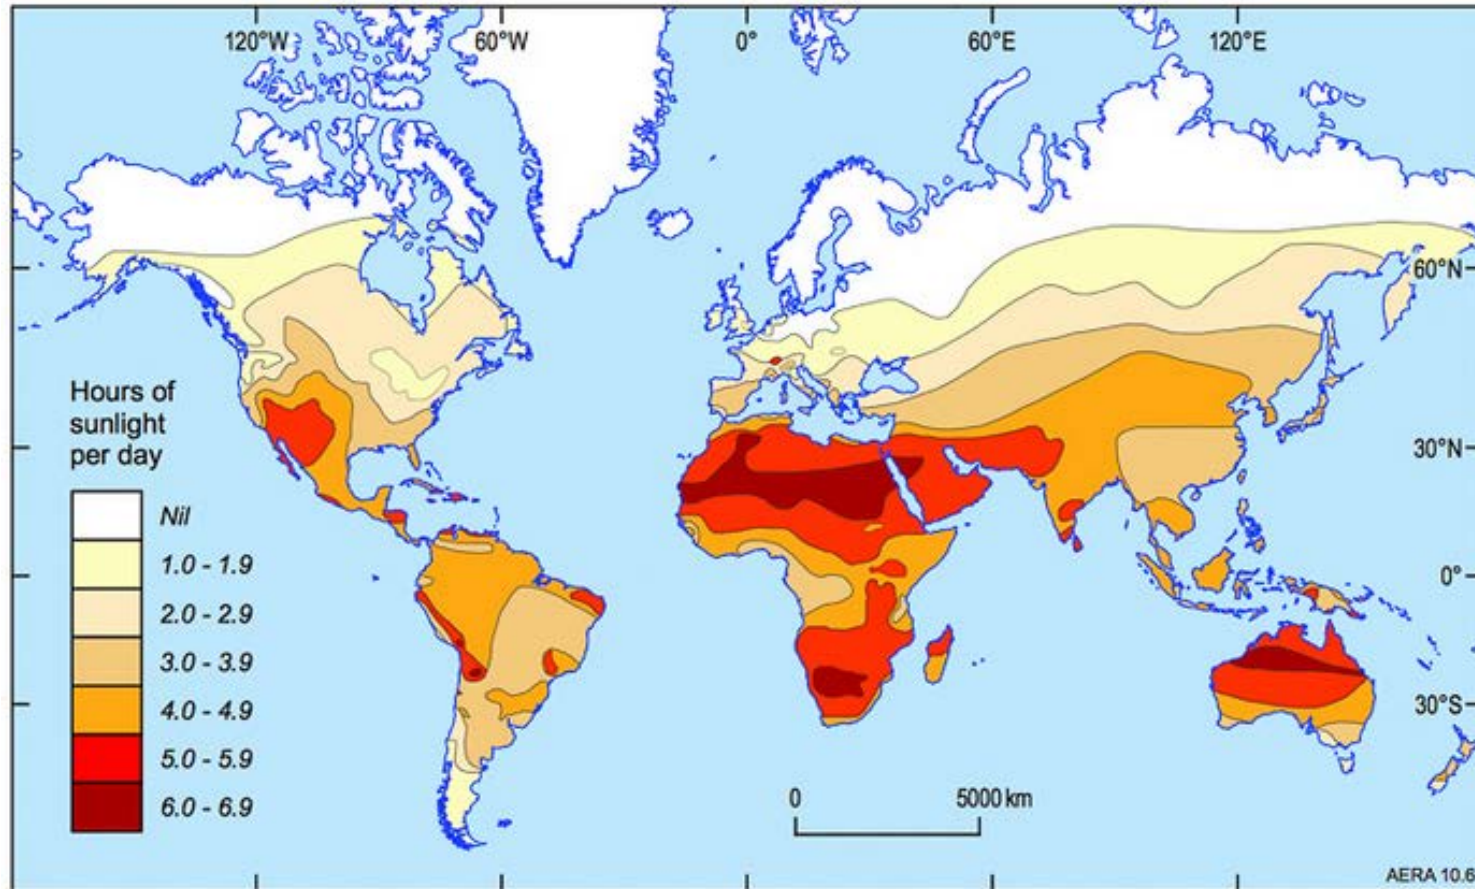 120°W 60°W 0° 60°E 120°E
60°N
30°N
0°
30°S
Hours of
sunlight
per day
Nil
1.0 - 1.9
2.0 - 2.9
3.0 - 3.9
4.0 - 4.9
5.0 - 5.9
6.0 - 6.9
0 5000 km
AERA 10.6